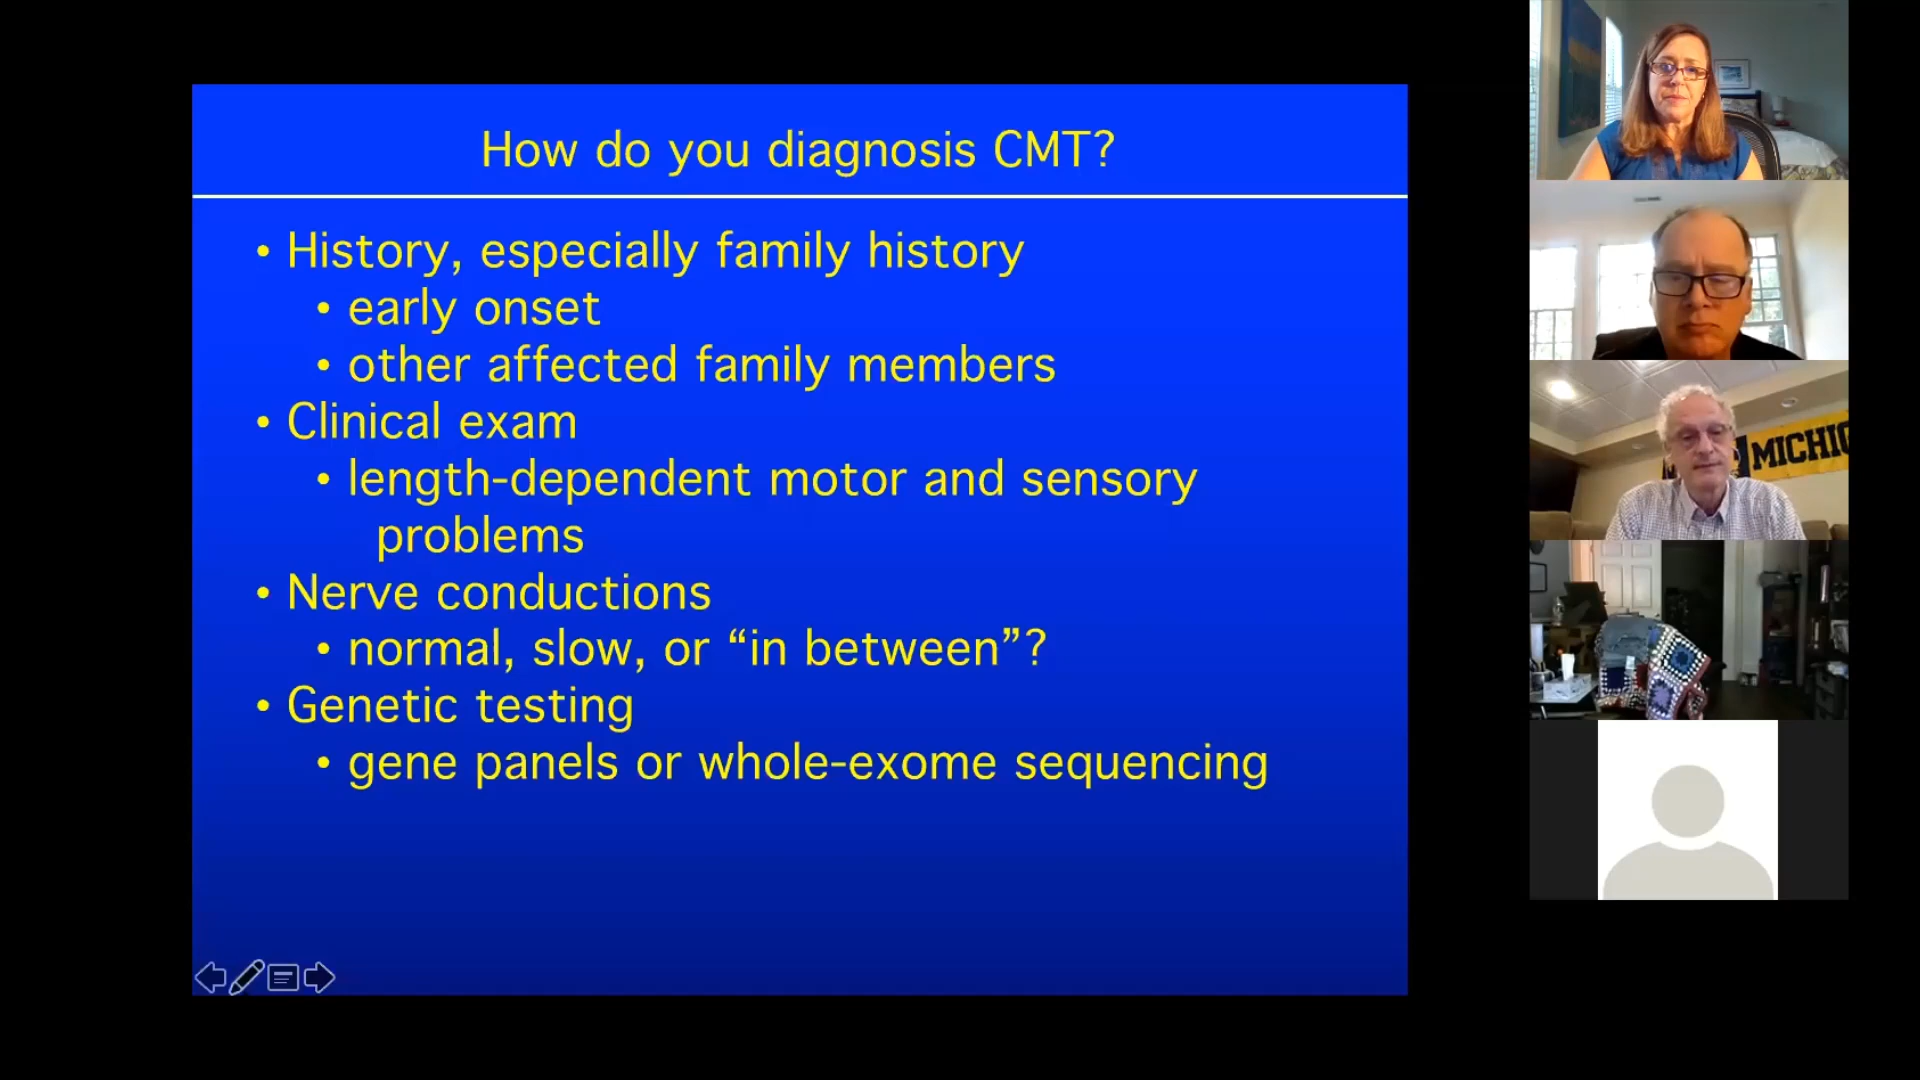 How do you diagnosis CMT?
• History, especially family history
• early onset
• other affected family members
• Clinical exam
• length-dependent motor and sensory
problems
• Nerve conductions
• normal, slow, or “in between”?
• Genetic testing
• gene panels or whole-exome sequencing
MICHIG